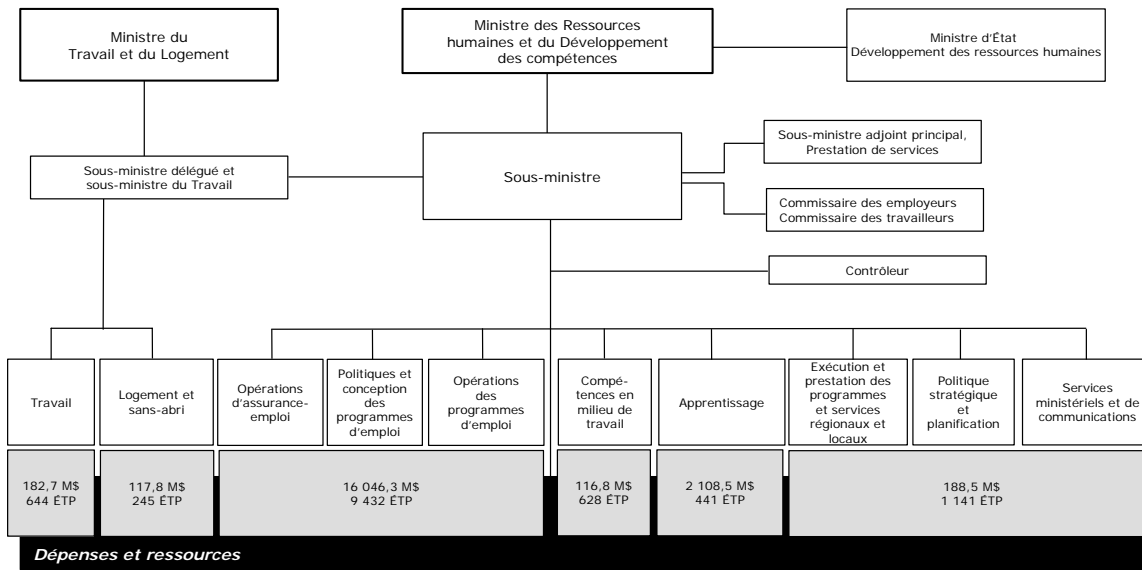 Ministre du
Travail et du Logement
Ministre des Ressources
humaines et du Développement
des compétences
Ministre d'État
Développement des ressources humaines
Sous-ministre adjoint principal,
Prestation de services
Sous-ministre délégué et
sous-ministre du Travail
Sous-ministre
Commissaire des employeurs
Commissaire des travailleurs
Contrôleur
Travail
Logement et
sans-abri
Opérations
d'assurance-
emploi
Politiques et
conception
des
programmes
d'emploi
Opérations
des
programmes
d'emploi
Compé-
tences en
milieu de
travail
Apprentissage
Exécution et
prestation des
programmes
et services
régionaux et
locaux
Politique
stratégique
et
planification
Services
ministériels et de
communications
182,7 M$
644 ÉTP
117,8 M$
245 ÉTP
16 046,3 M$
9 432 ÉTP
116,8 M$
628 ÉTP
2 108,5 M$
441 ÉTP
188,5 M$
1 141 ÉTP
Dépenses et ressources